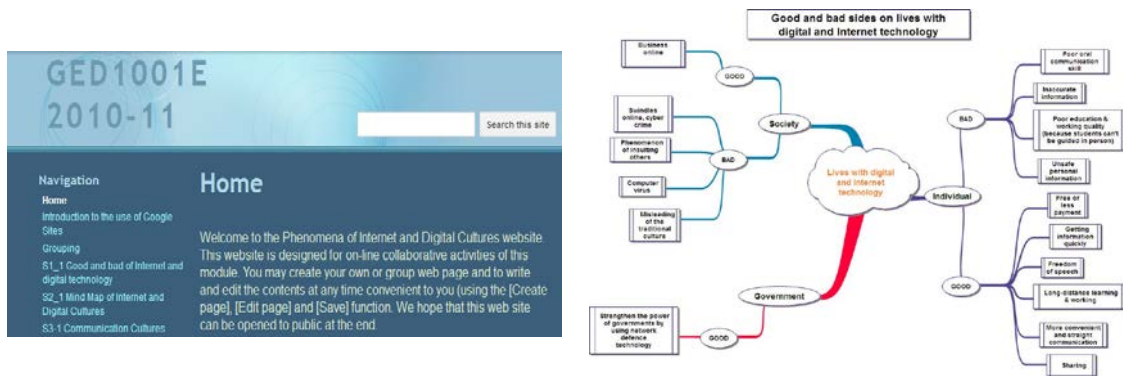 GED1001E
2010-11
Search this site
Navigation
Home
Introduction to the use of Google
Sites
Grouping
S1_1 Good and bad of Internet and
digital technology
S2_1 Mind Map of Internet and
Digital Cultures
S3-1 Communication Cultures
Home
Welcome to the Phenomena of Internet and Digital Cultures website.
This website is designed for on-line collaborative activities of this
module. You may create your own or group web page and to write
and edit the contents at any time convenient to you (using the [Create
page], [Edit page] and [Save] function. We hope that this web site
can be opened to public at the end.
Good and bad sides on lives with
digital and Internet technology
Business
online
GOOD
Swindles
online, cyber
crime
Phenomenon
of insulting
others
Computer
virus
Misleading
of the
traditional
culture
BAD
Society
Lives with digital
and Internet
technology
Government
GOOD
Strengthen the power
of governments by
using network
defence
technology
Individual
BAD
Poor oral
communication
skill
Inaccurate
information
Poor education &
working quality
(because students can't
be guided in person)
Unsafe
personal
information
GOOD
Free or
less
payment
Getting
information
quickly
Freedom
of speech
Long-distance learning
& working
More convenient
and straight
communication
Sharing